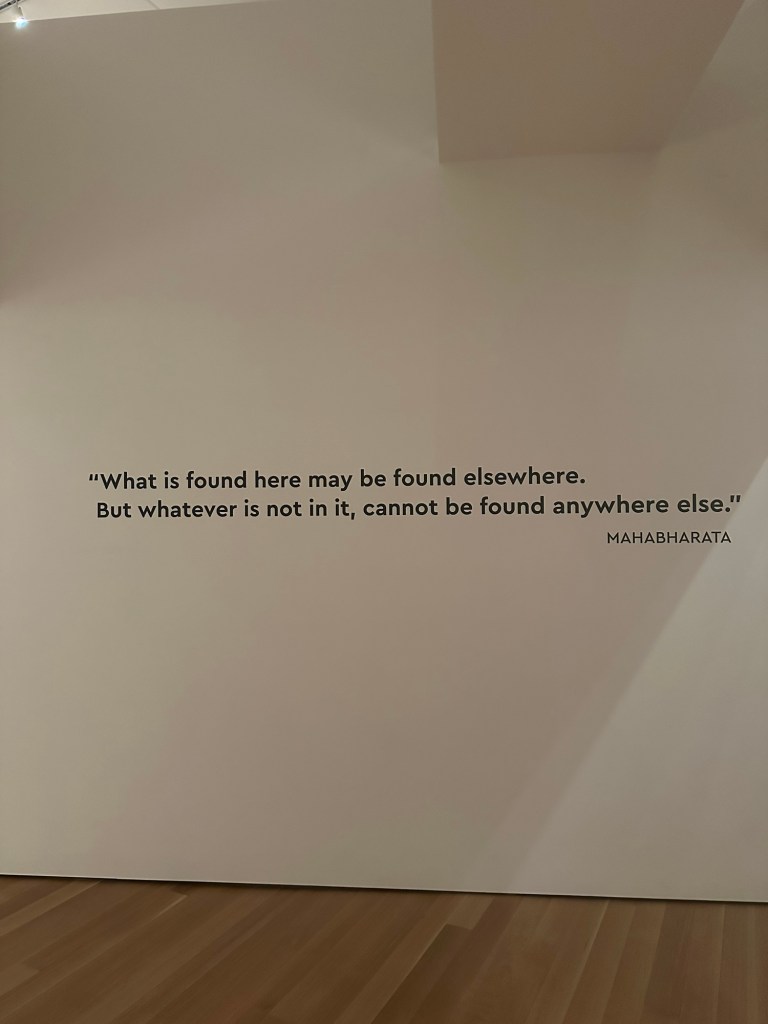 “What is found here may be found elsewhere.
But whatever is not in it, cannot be found anywhere else.”
MAHABHARATA